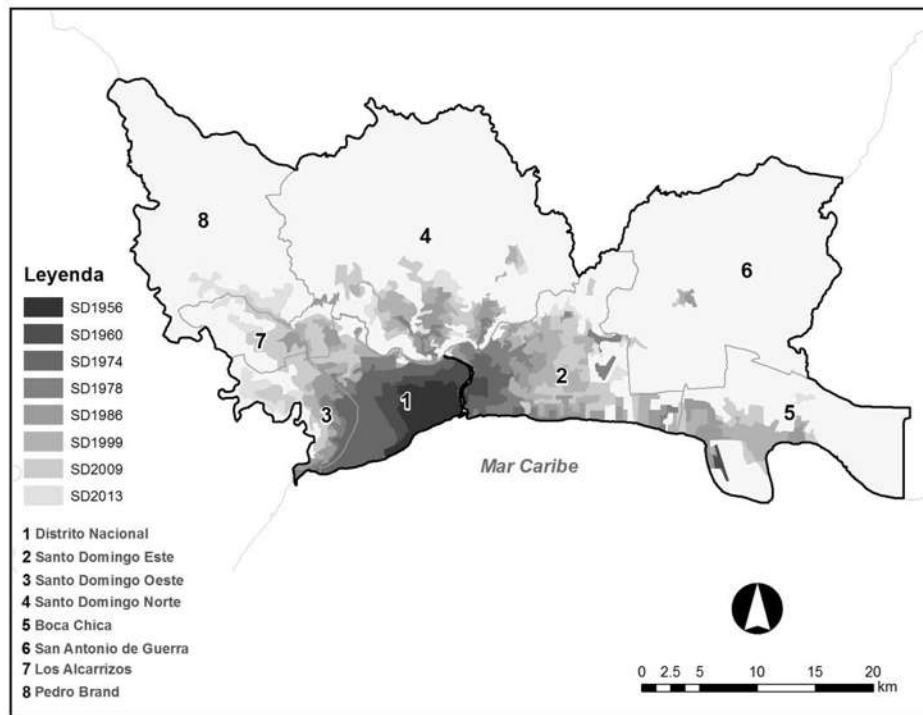 8
4
6
7
2
1
3
5
Mar Caribe
Leyenda
SD1956
SD1960
SD1974
SD1978
SD1986
SD1999
SD2009
SD2013
1 Distrito Nacional
2 Santo Domingo Este
3 Santo Domingo Oeste
4 Santo Domingo Norte
5 Boca Chica
6 San Antonio de Guerra
7 Los Alcarrizos
8 Pedro Brand
0 2.5 5 10 15 20
km